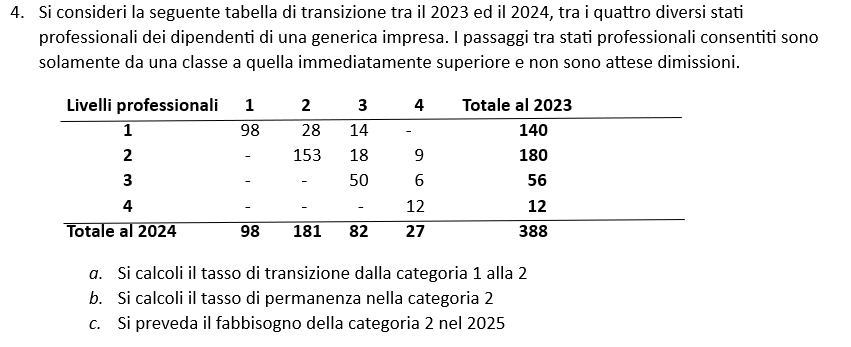 4. Si consideri la seguente tabella di transizione tra il 2023 ed il 2024, tra i quattro diversi stati
professionali dei dipendenti di una generica impresa. I passaggi tra stati professionali consentiti sono
solamente da una classe a quella immediatamente superiore e non sono attese dimissioni.
Livelli professionali 1 2 3 4 Totale al 2023
1 98 28 14 - 140
2 - 153 18 9 180
3 - - 50 6 56
4 - - - 12 12
Totale al 2024 98 181 82 27 388
a. Si calcoli il tasso di transizione dalla categoria 1 alla 2
b. Si calcoli il tasso di permanenza nella categoria 2
c. Si preveda il fabbisogno della categoria 2 nel 2025